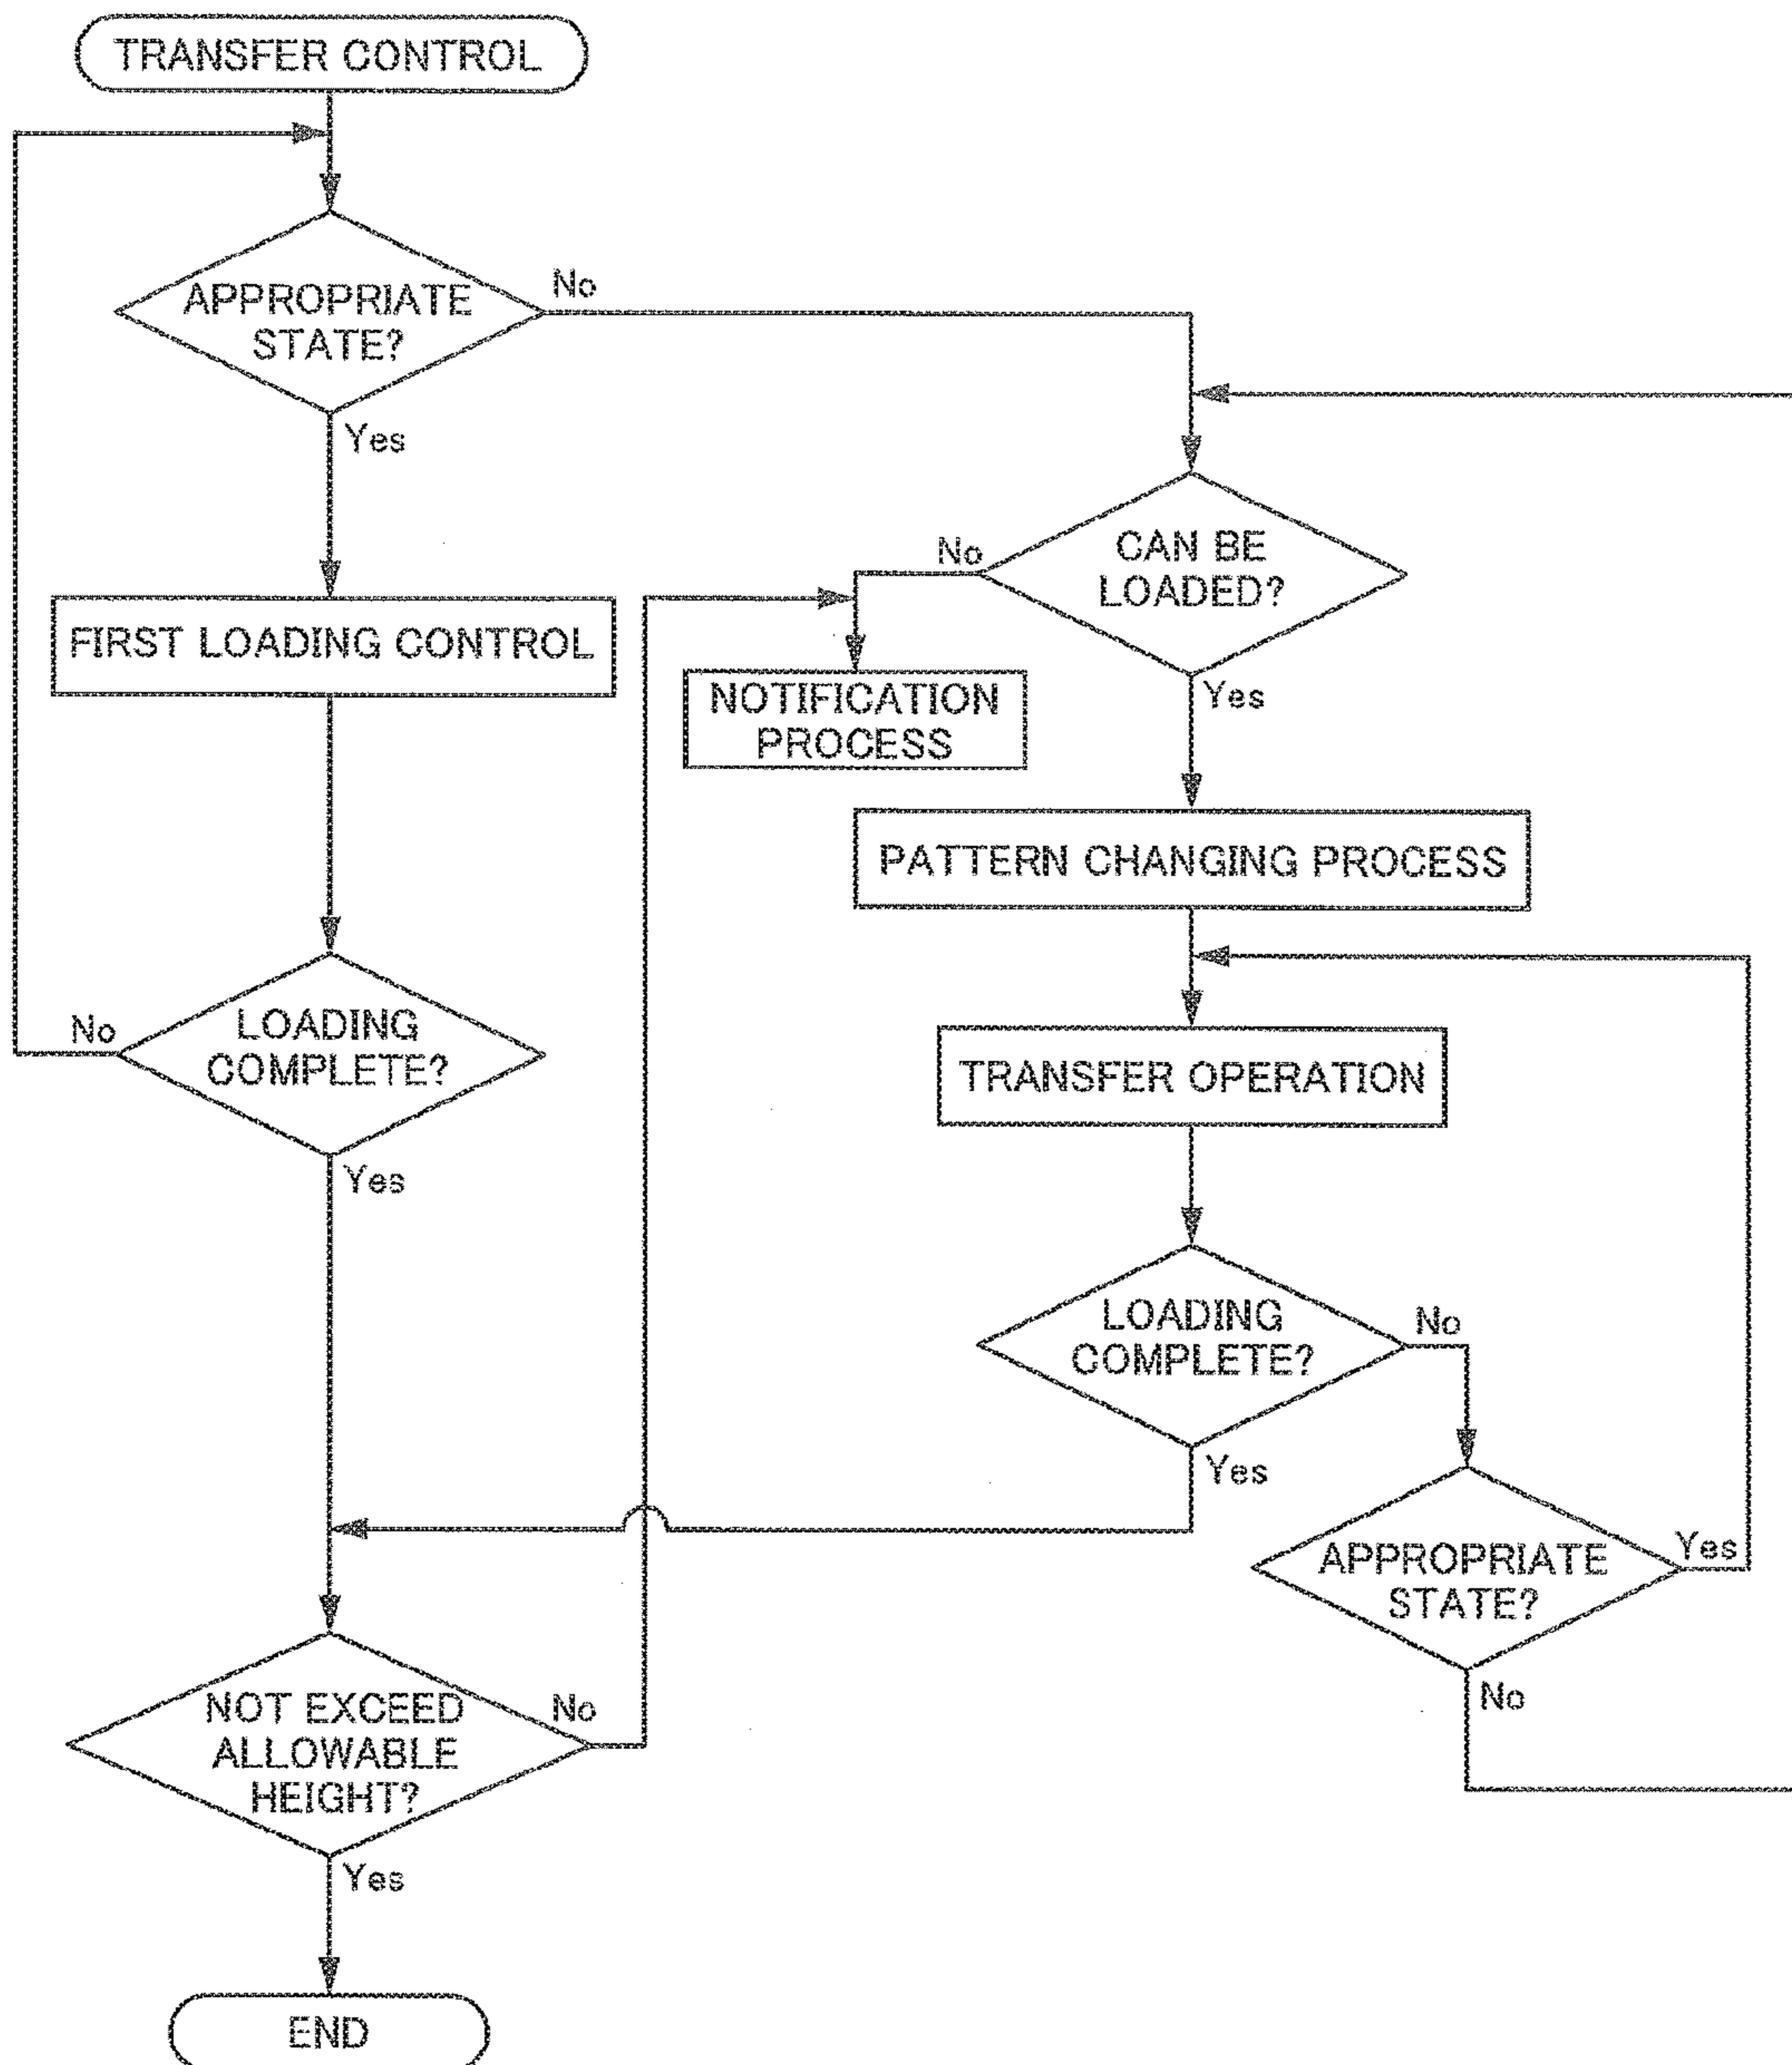 TRANSFER CONTROL
APPROPRIATE
STATE?
No
Yes
FIRST LOADING CONTROL
LOADING
COMPLETE?
No
Yes
CAN BE
LOADED?
No
Yes
NOTIFICATION
PROCESS
PATTERN CHANGING PROCESS
TRANSFER OPERATION
LOADING
COMPLETE?
No
Yes
APPROPRIATE
STATE?
Yes
No
NOT EXCEED
ALLOWABLE
HEIGHT?
No
Yes
END